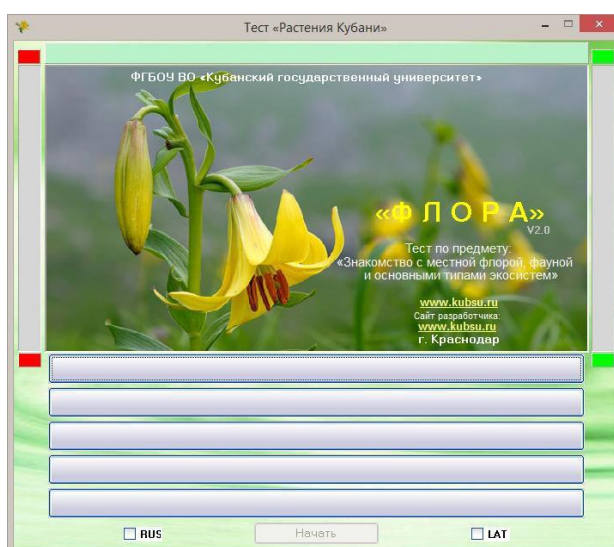 Тест «Растения Кубани»
ФГБОУ ВО «Кубанский государственный университет»
«Ф Л О Р А»
V2.0
Тест по предмету:
«Знакомство с местной флорой, фауной
и основными типами экосистем»
www.kubsu.ru
Сайт разработчика:
www.kubsu.ru
г. Краснодар
RUS
Начать
LAT